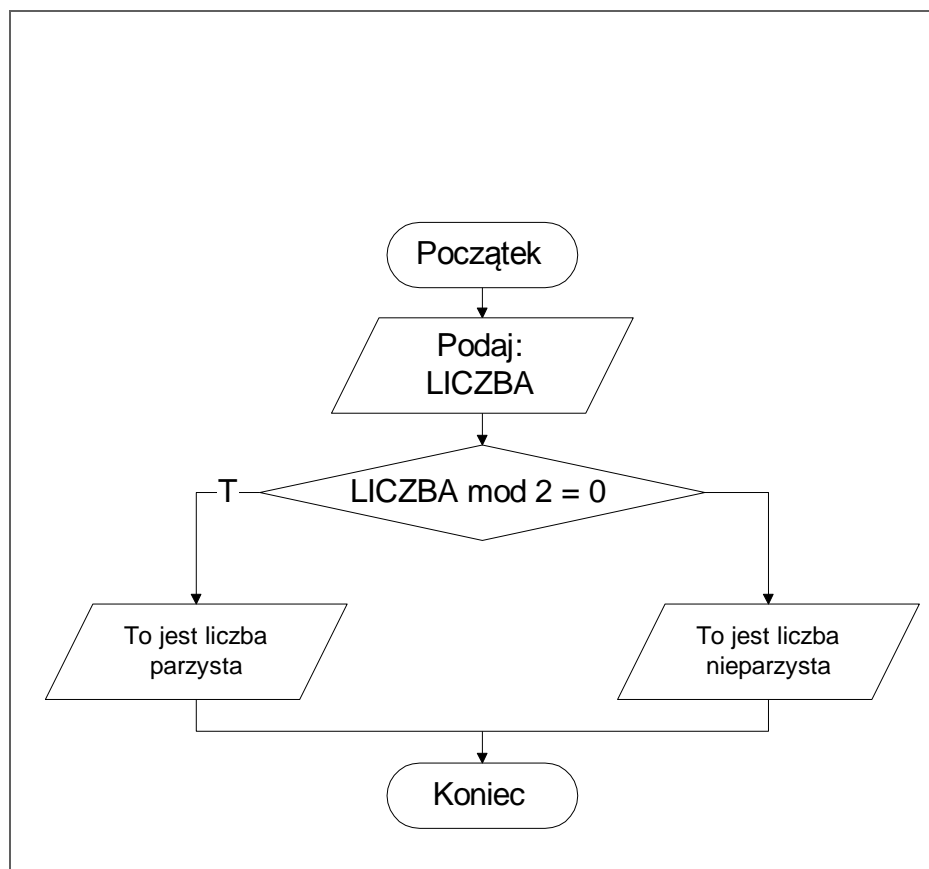 Początek
Podaj:
LICZBA
T
LICZBA mod 2 = 0
To jest liczba
parzysta
To jest liczba
nieparzysta
Koniec